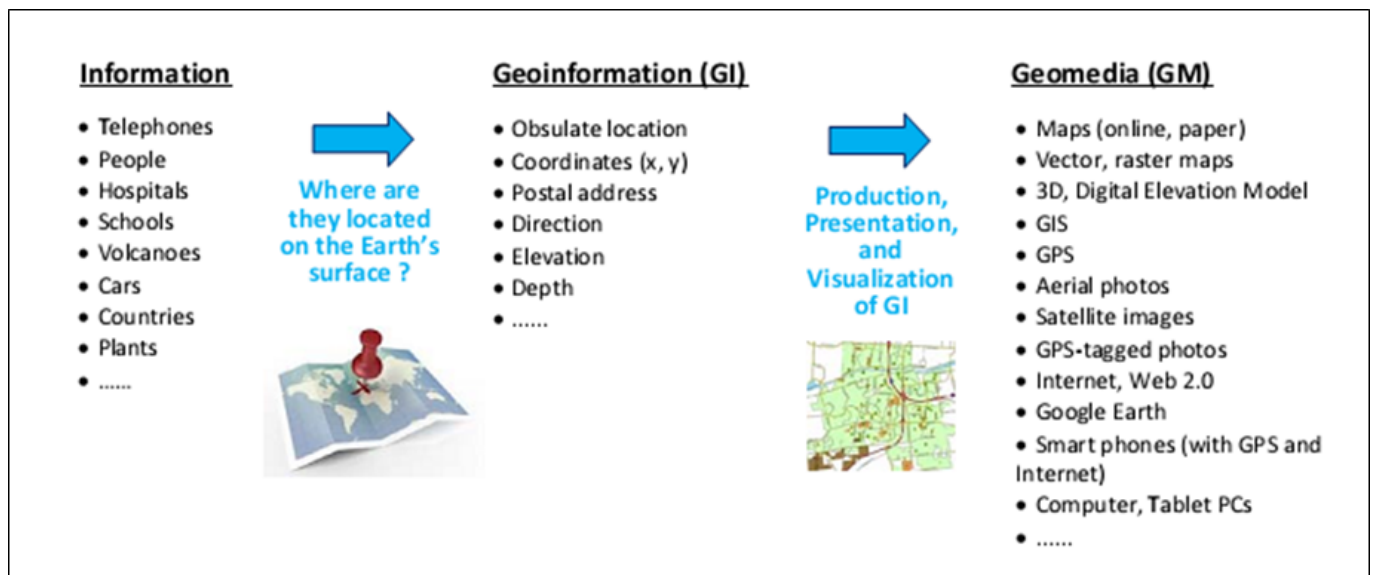 Information
• Telephones
• People
• Hospitals
• Schools
• Volcanoes
• Cars
• Countries
• Plants
• ......
Where are
they located
on the Earth's
surface ?
Geoinformation (GI)
• Obsulate location
• Coordinates (x, y)
• Postal address
• Direction
• Elevation
• Depth
• ......
Production,
Presentation,
and
Visualization
of GI
Geomedia (GM)
• Maps (online, paper)
• Vector, raster maps
• 3D, Digital Elevation Model
• GIS
• GPS
• Aerial photos
• Satellite images
• GPS-tagged photos
• Internet, Web 2.0
• Google Earth
• Smart phones (with GPS and
Internet)
• Computer, Tablet PCs
• ......